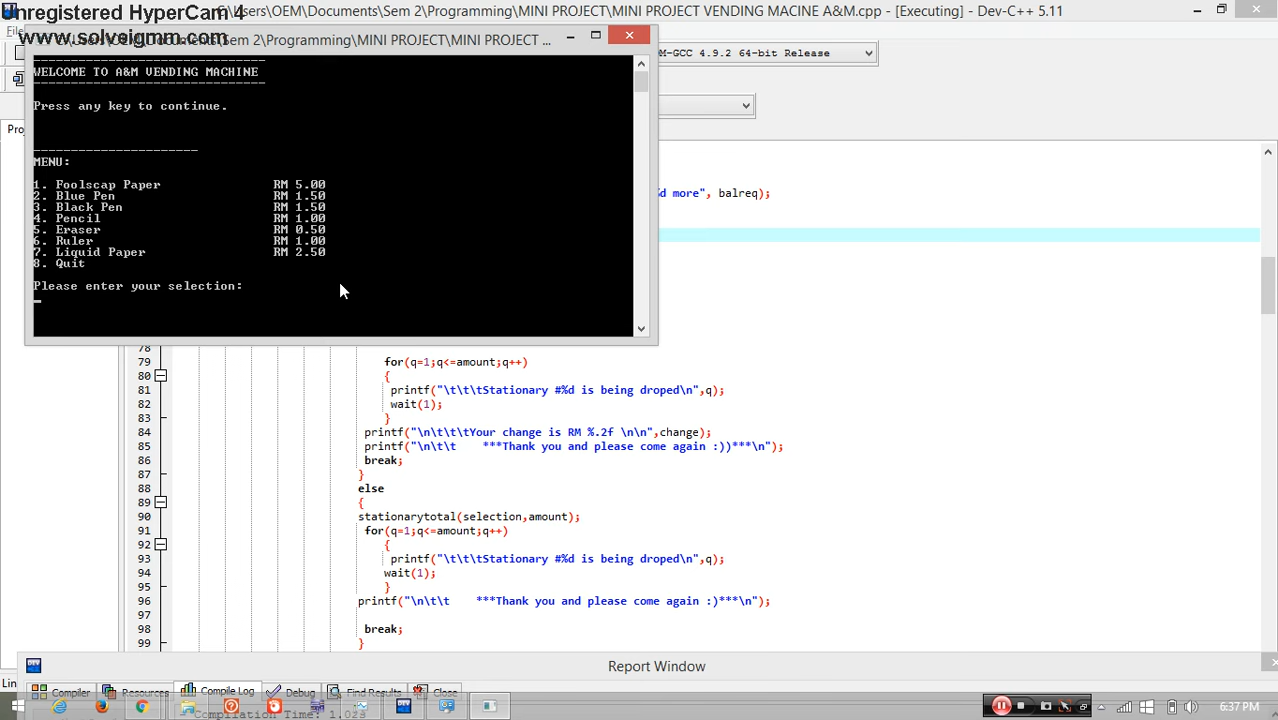 Unregistered HyperCam 4
C:\Users\OEM\Documents\Sem 2\Programming\MINI PROJECT\MINI PROJECT VENDING MACINE A&M.cpp - [Executing] - Dev-C++ 5.11
www.solveigmm.com
Documents\Sem 2\Programming\MINI PROJECT\MINI PROJECT ...
M-GCC 4.9.2 64-bit Release
WELCOME TO A&M VENDING MACHINE
Press any key to continue.
MENU:
1. Foolscap Paper RM 5.00
2. Blue Pen RM 1.50
3. Black Pen RM 1.50
4. Pencil RM 1.00
5. Eraser RM 0.50
6. Ruler RM 1.00
7. Liquid Paper RM 2.50
8. Quit
Please enter your selection:
d more", balreq);
78
79 for(q=1;q<=amount;q++)
80 {
81 printf("\t\t\tStationary #%d is being droped\n",q);
82 wait(1);
83 }
84 printf("\n\t\t\tYour change is RM %.2f \n\n",change);
85 printf("\n\t\t ***Thank you and please come again :))***\n");
86 break;
87 }
88 else
89 {
90 stationarytotal(selection,amount);
91 for(q=1;q<=amount;q++)
92 {
93 printf("\t\t\tStationary #%d is being droped\n",q);
94 wait(1);
95 }
96 printf("\n\t\t ***Thank you and please come again :)***\n");
97
98 break;
99 }
Report Window
Compiler Resources Compile Log Debug Find Results Close
Compilation Time: 1.02s
6:37 PM